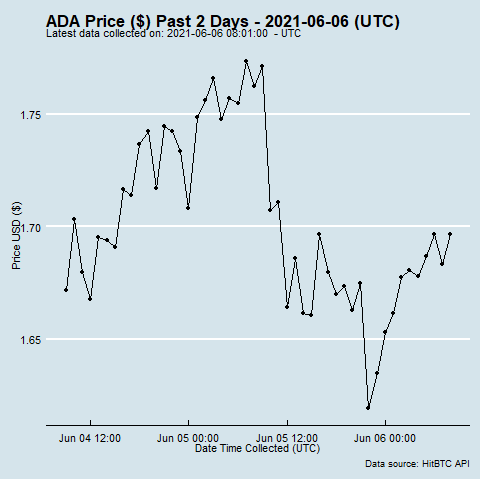 ADA Price ($) Past 2 Days - 2021-06-06 (UTC)
Latest data collected on: 2021-06-06 08:01:00  - UTC
1.75
1.70
1.65
Price USD ($)
Jun 04 12:00
Jun 05 00:00
Jun 05 12:00
Jun 06 00:00
Date Time Collected (UTC)
Data source: HitBTC API